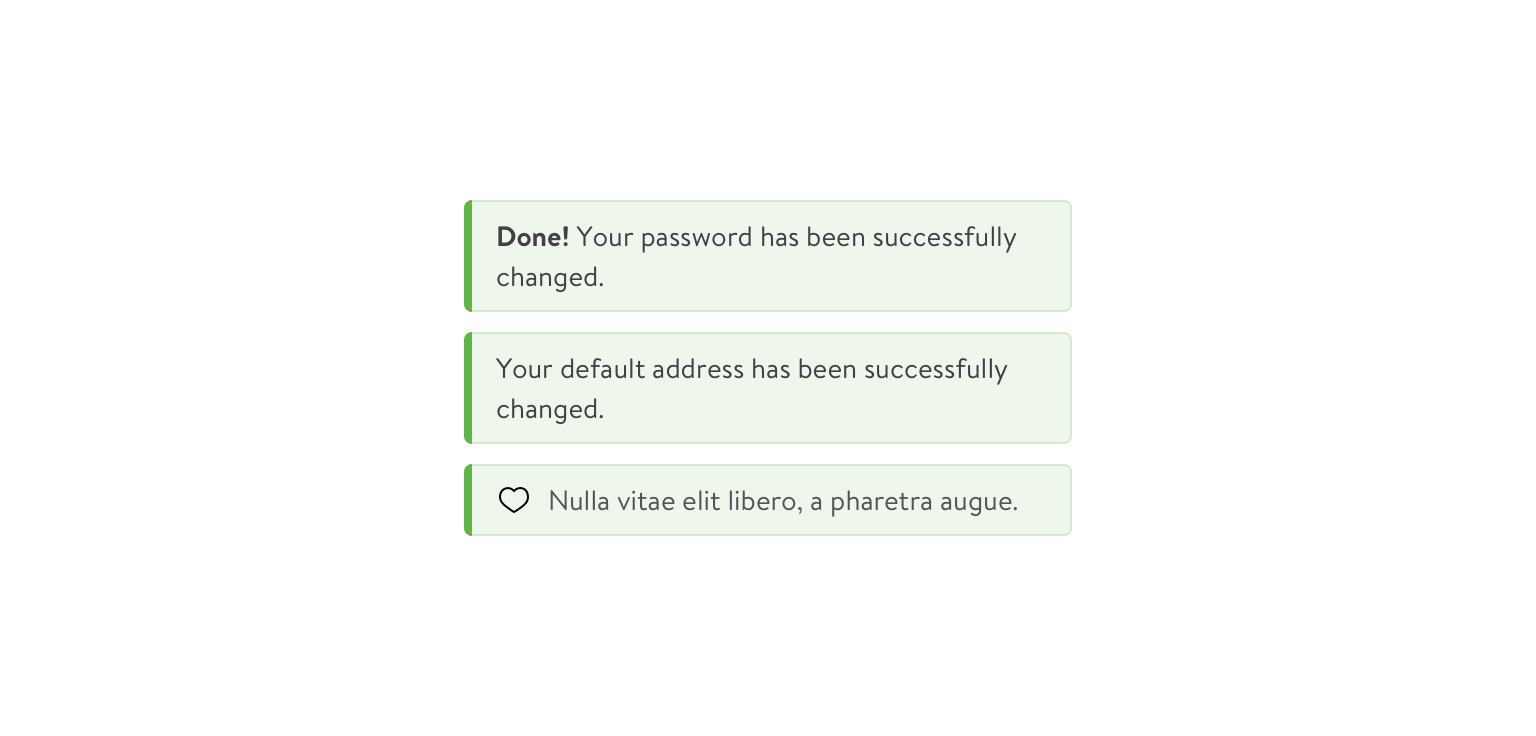 Done! Your password has been successfully
changed.
Your default address has been successfully
changed.
Nulla vitae elit libero, a pharetra augue.